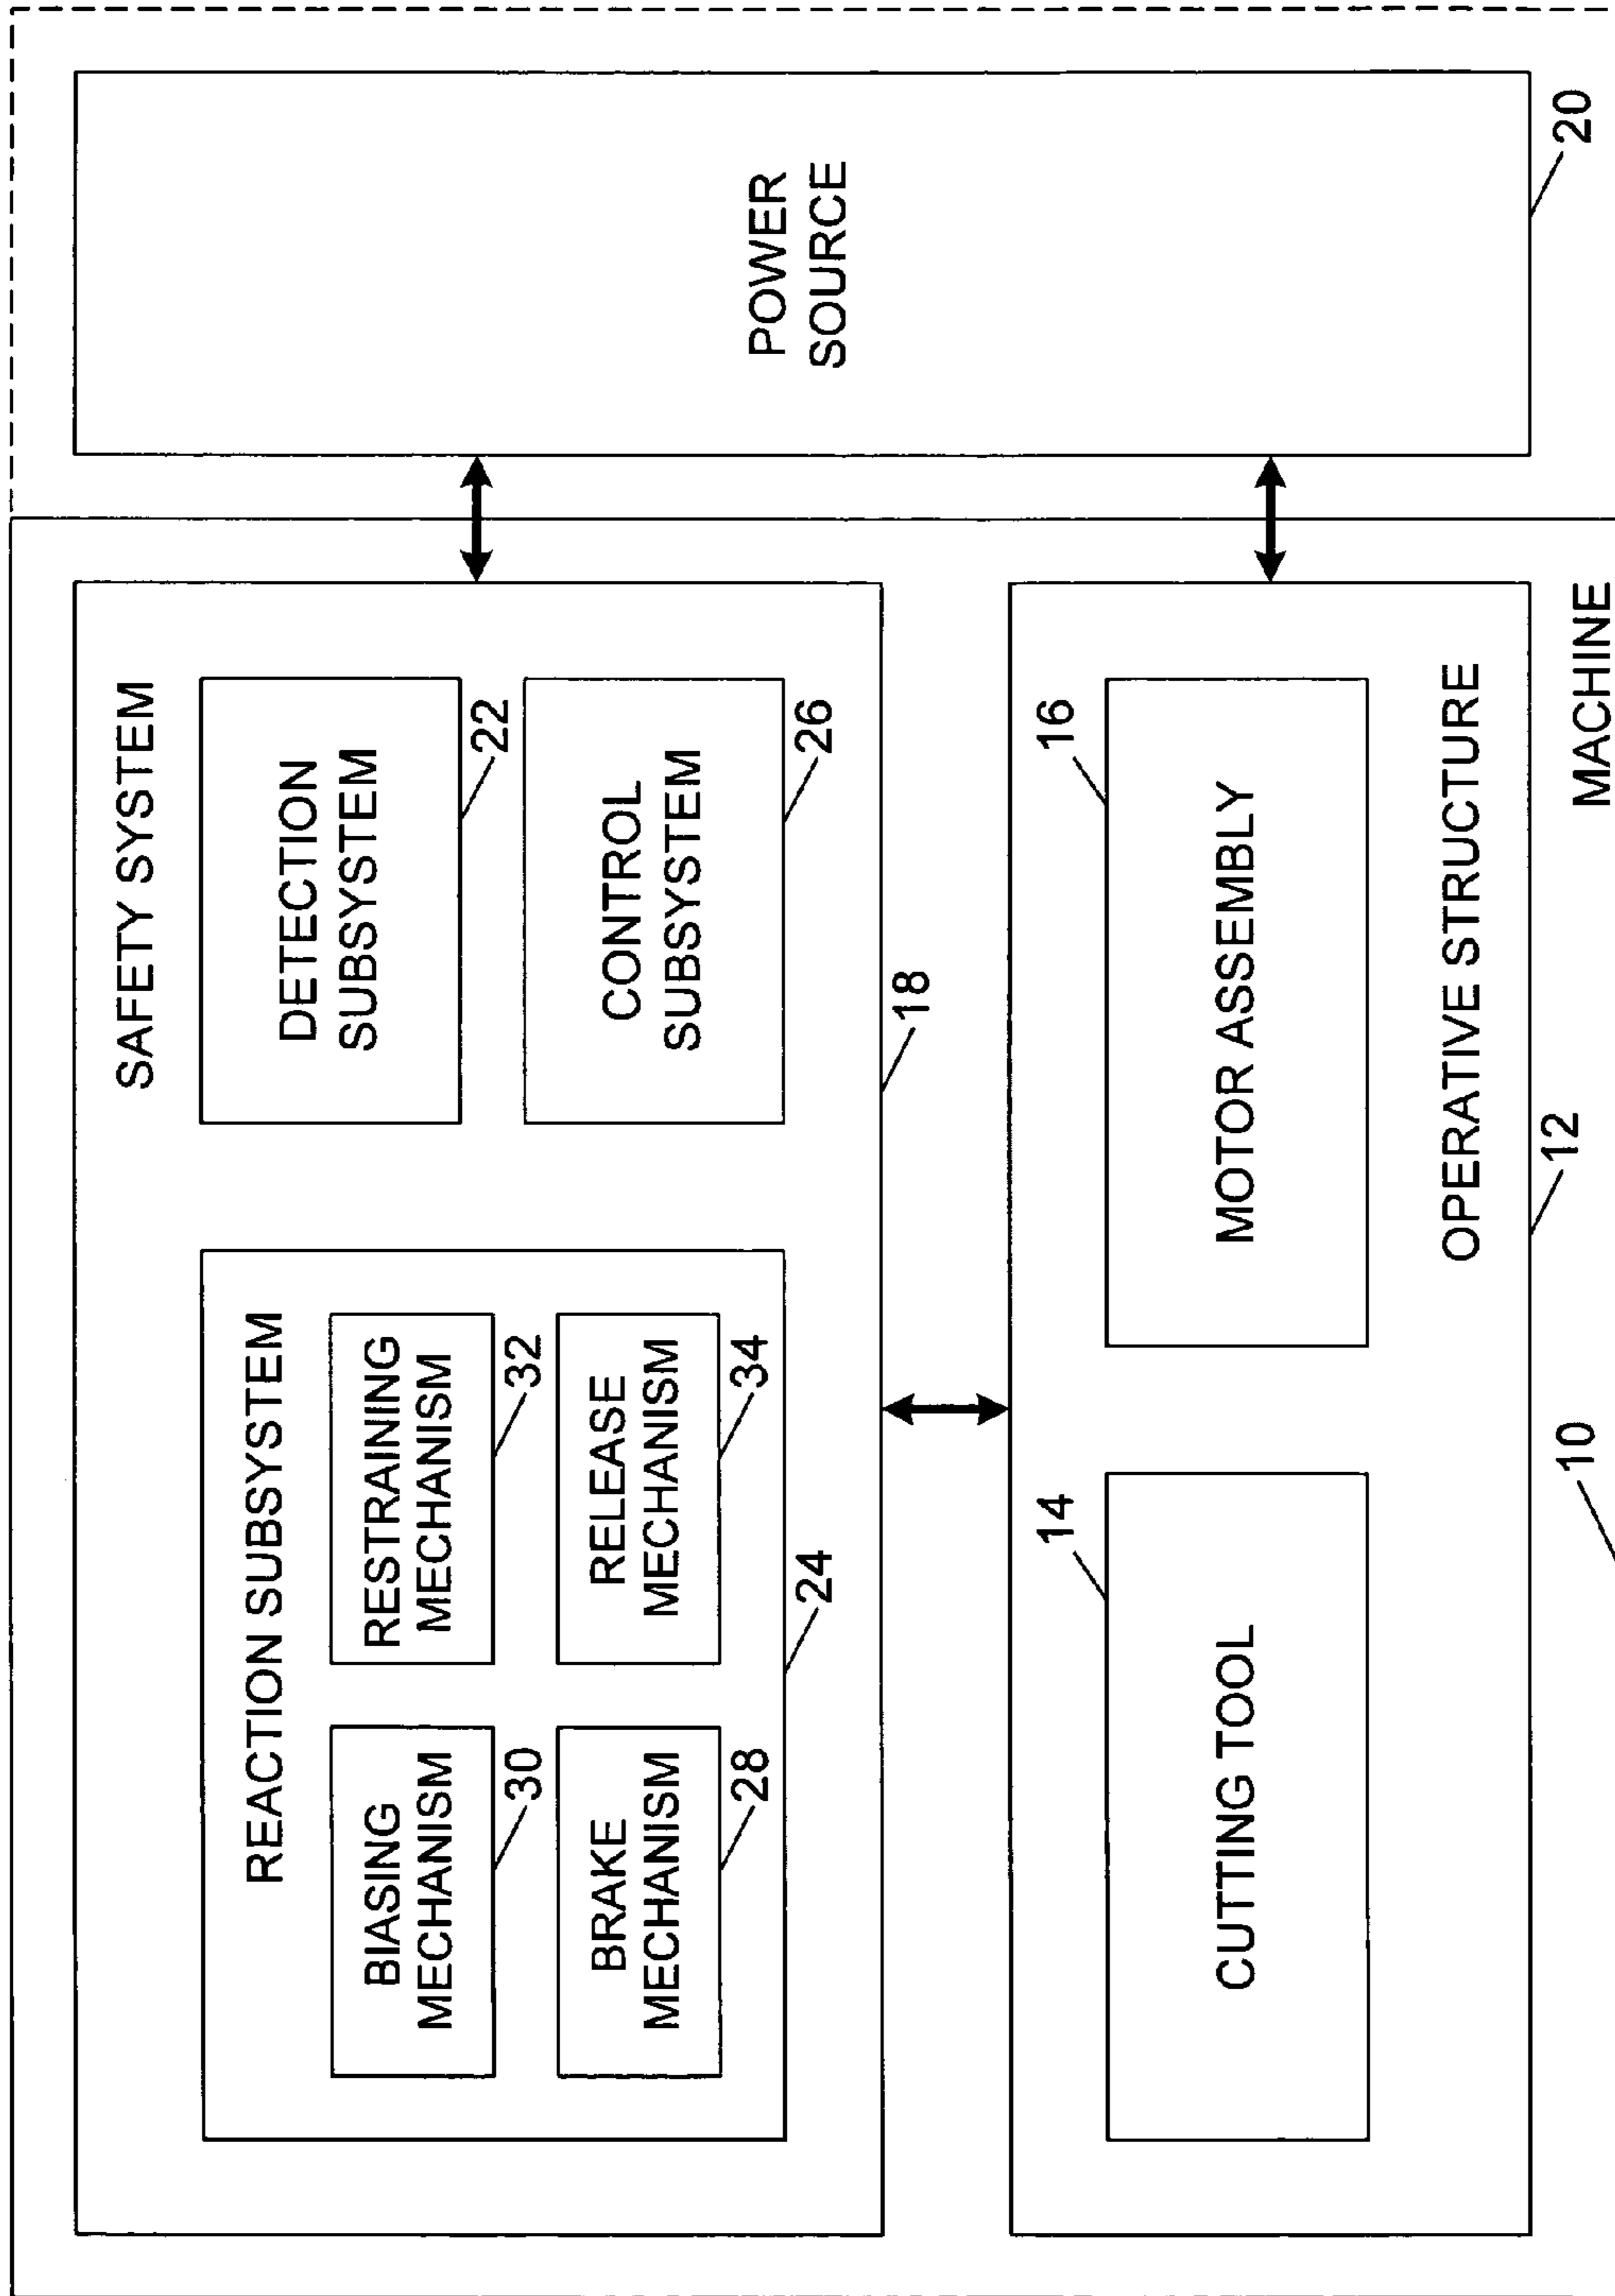 SAFETY SYSTEM
REACTION SUBSYSTEM
BIASING
MECHANISM
30
RESTRAINING
MECHANISM
32
BRAKE
MECHANISM
28
RELEASE
MECHANISM
34
24
DETECTION
SUBSYSTEM
22
CONTROL
SUBSYSTEM
26
18
POWER
SOURCE
20
14
CUTTING TOOL
16
MOTOR ASSEMBLY
OPERATIVE STRUCTURE
12
10
MACHINE